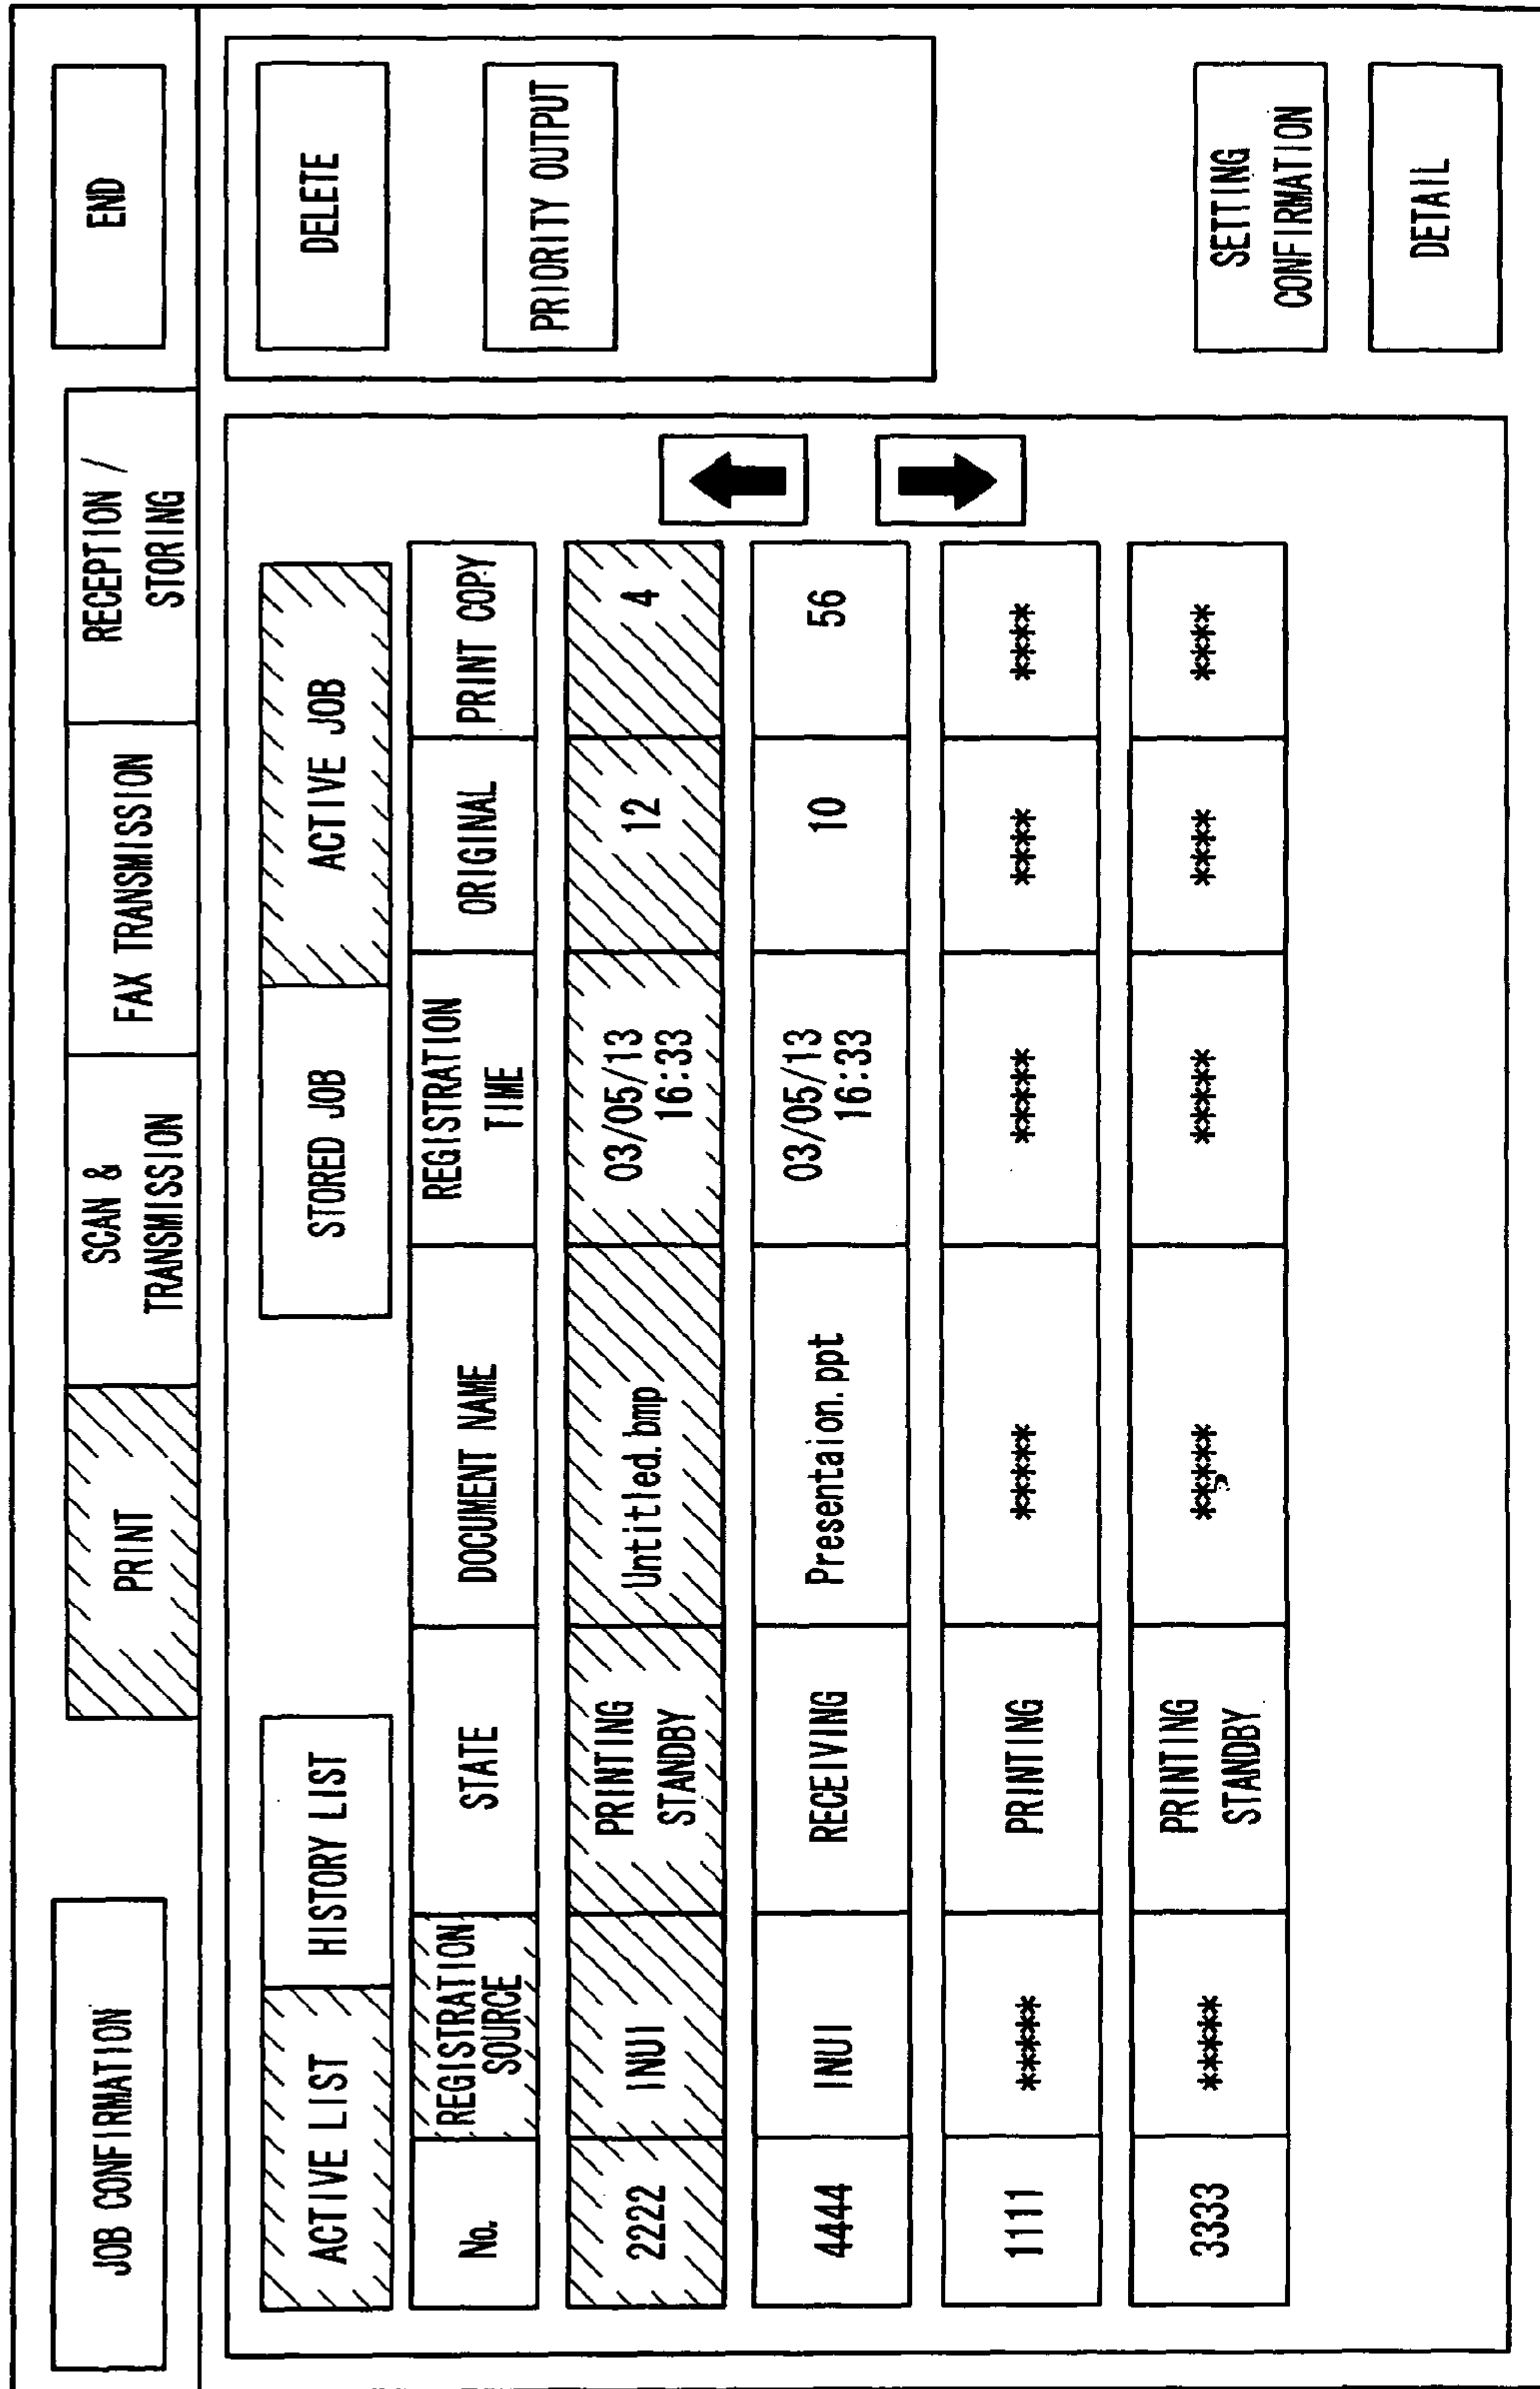 JOB CONFIRMATION
END
PRINT
SCAN &
TRANSMISSION
FAX TRANSMISSION
RECEPTION /
STORING
ACTIVE LIST
HISTORY LIST
STORED JOB
ACTIVE JOB
No.
REGISTRATION
SOURCE
STATE
DOCUMENT NAME
REGISTRATION
TIME
ORIGINAL
PRINT COPY
2222
INUI
PRINTING
STANDBY
Untitled.bmp
03/05/13
16:33
12
4
4444
INUI
RECEIVING
Presentaion.ppt
03/05/13
16:33
10
56
1111
*****
PRINTING
*****
*****
****
****
3333
*****
PRINTING
STANDBY
*****
*****
****
****
DELETE
PRIORITY OUTPUT
SETTING
CONFIRMATION
DETAIL